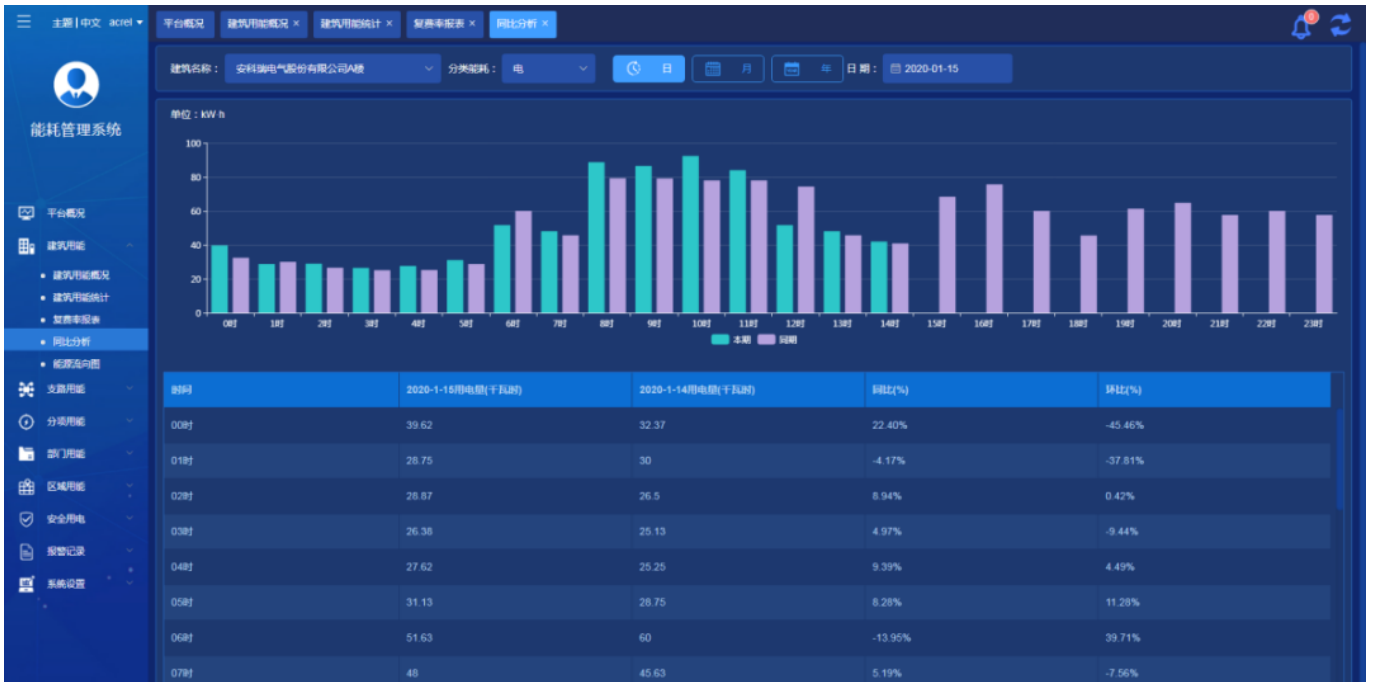 主题 | 中文 acrel
平台概况 建筑用能概况 × 建筑用能统计 × 复费率报表 × 同比分析 ×
0
能耗管理系统
平台概况
建筑用能
建筑用能概况
建筑用能统计
复费率报表
同比分析
能源流向图
支路用能
分项用能
部门用能
区域用能
安全用电
报警记录
系统设置
建筑名称： 安科瑞电气股份有限公司A楼 分类能耗： 电 日 月 年 日期： 2020-01-15
单位：kW·h
100
80
60
40
20
0
0时 1时 2时 3时 4时 5时 6时 7时 8时 9时 10时 11时 12时 13时 14时 15时 16时 17时 18时 19时 20时 21时 22时 23时
本期 同期
时间 2020-1-15用电量(千瓦时) 2020-1-14用电量(千瓦时) 同比(%) 环比(%)
00时 39.62 32.37 22.40% -45.46%
01时 28.75 30 -4.17% -37.81%
02时 28.87 26.5 8.94% 0.42%
03时 26.38 25.13 4.97% -9.44%
04时 27.62 25.25 9.39% 4.49%
05时 31.13 28.75 8.28% 11.28%
06时 51.63 60 -13.95% 39.71%
07时 48 45.63 5.19% -7.56%